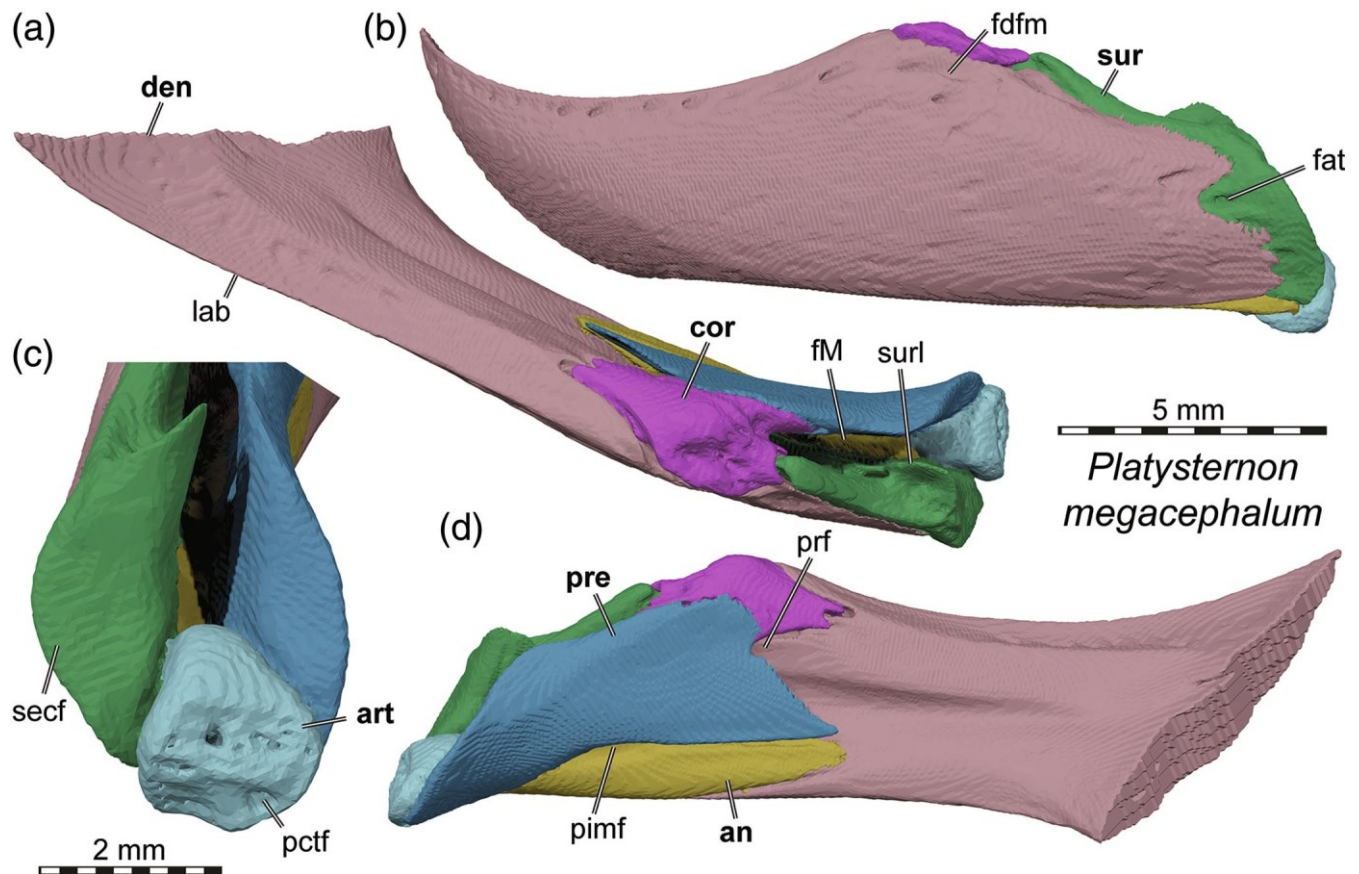 (a)
(b)
fdfm
sur
den
fat
lab
cor
fM
surl
(c)
5 mm
Platysternon
megacephalum
(d)
prf
pre
secf
art
pctf
pimf
an
2 mm